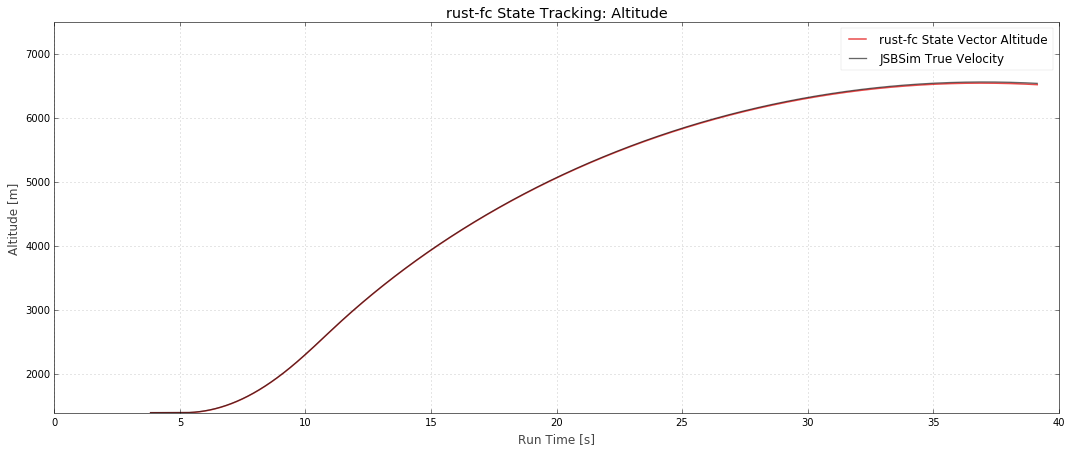 rust-fc State Tracking: Altitude
rust-fc State Vector Altitude
JSBSim True Velocity
7000
6000
5000
4000
3000
2000
Altitude [m]
0 5 10 15 20 25 30 35 40
Run Time [s]